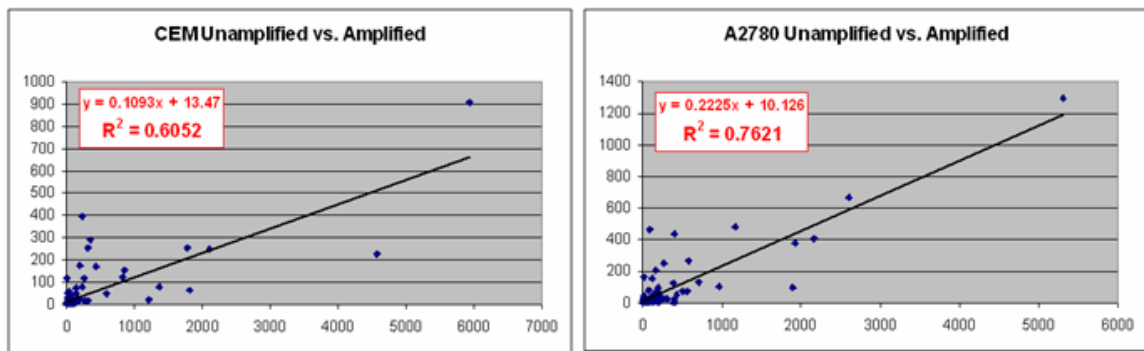 CEM Unamplified vs. Amplified
1000
900
800
700
600
500
400
300
200
100
0
y = 0.1093x + 13.47
R² = 0.6052
0 1000 2000 3000 4000 5000 6000 7000
A2780 Unamplified vs. Amplified
1400
1200
1000
800
600
400
200
0
y = 0.2225x + 10.126
R² = 0.7621
0 1000 2000 3000 4000 5000 6000